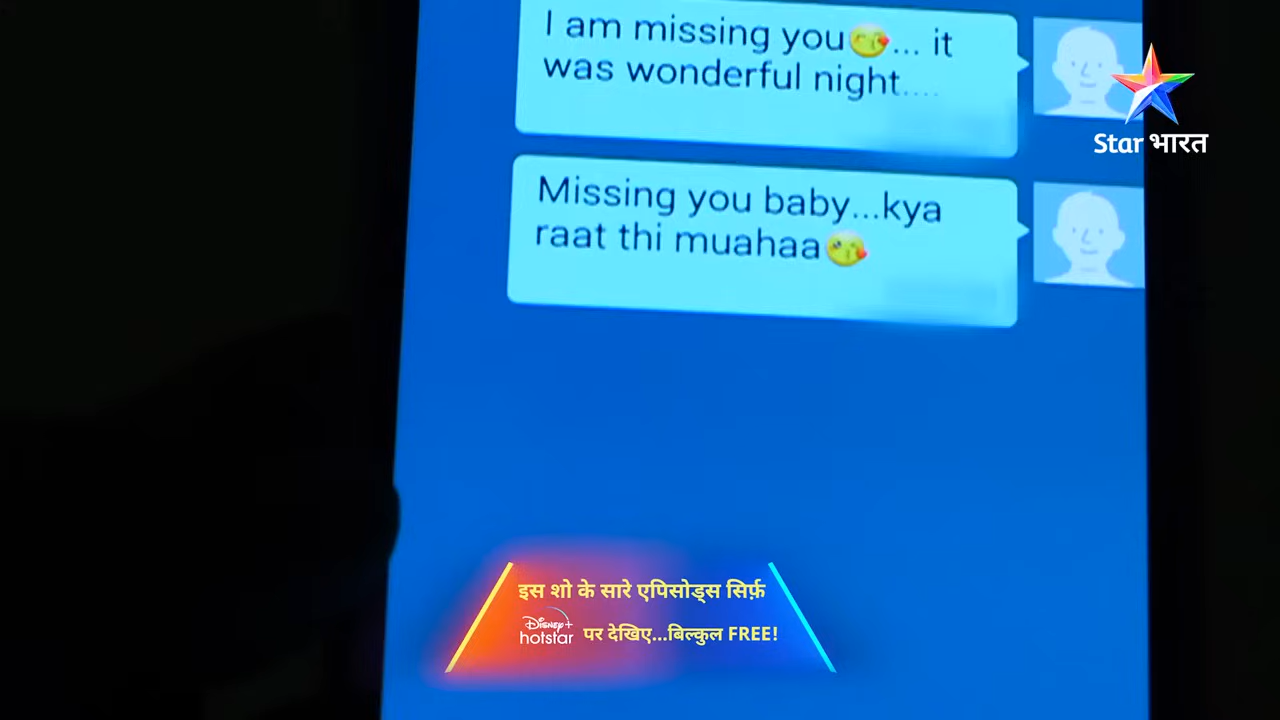 I am missing you😘... it
was wonderful night....
Star भारत
Missing you baby...kya
raat thi muahaa😘
इस शो के सारे एपिसोड्स सिर्फ़
Disney+
hotstar पर देखिए...बिल्कुल FREE!